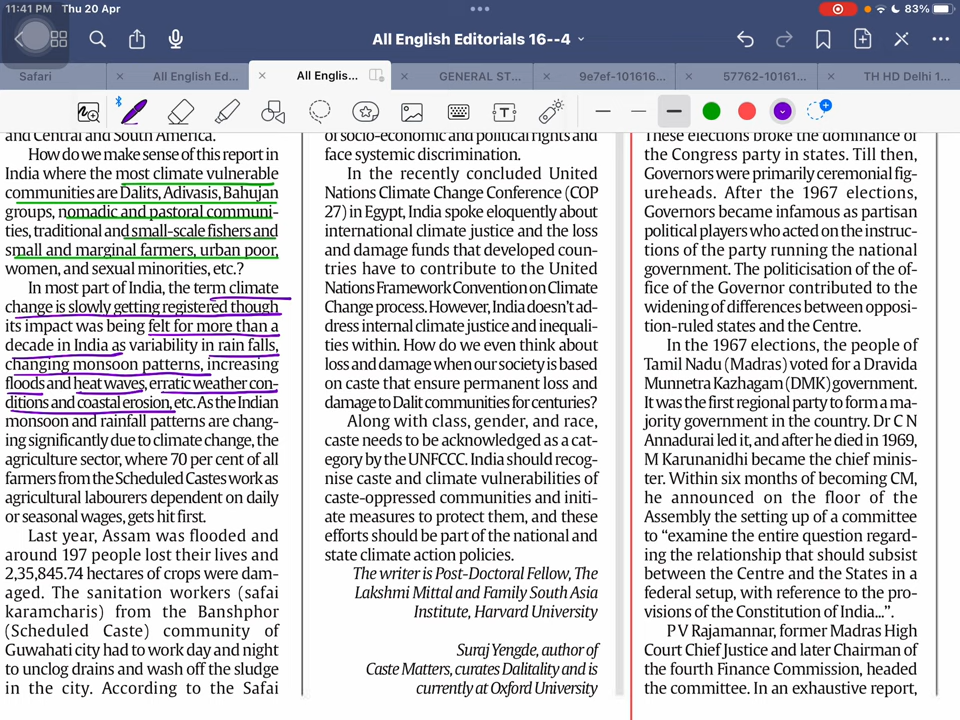 11:41 PM Thu 20 Apr
83%
All English Editorials 16--4
Safari
All English Ed...
All Englis...
GENERAL ST...
9e7ef-101616...
57762-10161...
TH HD Delhi 1...
and Central and South America.
How do we make sense of this report in
India where the most climate vulnerable
communities are Dalits, Adivasis, Bahujan
groups, nomadic and pastoral communi-
ties, traditional and small-scale fishers and
small and marginal farmers, urban poor,
women, and sexual minorities, etc.?
In most part of India, the term climate
change is slowly getting registered though
its impact was being felt for more than a
decade in India as variability in rain falls,
changing monsoon patterns, increasing
floods and heat waves, erratic weather con-
ditions and coastal erosion, etc. As the Indian
monsoon and rainfall patterns are chang-
ing significantly due to climate change, the
agriculture sector, where 70 per cent of all
farmers from the Scheduled Castes work as
agricultural labourers dependent on daily
or seasonal wages, gets hit first.
Last year, Assam was flooded and
around 197 people lost their lives and
2,35,845.74 hectares of crops were dam-
aged. The sanitation workers (safai
karamcharis) from the Banshphor
(Scheduled Caste) community of
Guwahati city had to work day and night
to unclog drains and wash off the sludge
in the city. According to the Safai
of socio-economic and political rights and
face systemic discrimination.
In the recently concluded United
Nations Climate Change Conference (COP
27) in Egypt, India spoke eloquently about
international climate justice and the loss
and damage funds that developed coun-
tries have to contribute to the United
Nations Framework Convention on Climate
Change process. However, India doesn't ad-
dress internal climate justice and inequali-
ties within. How do we even think about
loss and damage when our society is based
on caste that ensure permanent loss and
damage to Dalit communities for centuries?
Along with class, gender, and race,
caste needs to be acknowledged as a cat-
egory by the UNFCCC. India should recog-
nise caste and climate vulnerabilities of
caste-oppressed communities and initi-
ate measures to protect them, and these
efforts should be part of the national and
state climate action policies.
The writer is Post-Doctoral Fellow, The
Lakshmi Mittal and Family South Asia
Institute, Harvard University
Suraj Yengde, author of
Caste Matters, curates Dalitality and is
currently at Oxford University
These elections broke the dominance of
the Congress party in states. Till then,
Governors were primarily ceremonial fig-
ureheads. After the 1967 elections,
Governors became infamous as partisan
political players who acted on the instruc-
tions of the party running the national
government. The politicisation of the of-
fice of the Governor contributed to the
widening of differences between opposi-
tion-ruled states and the Centre.
In the 1967 elections, the people of
Tamil Nadu (Madras) voted for a Dravida
Munnetra Kazhagam (DMK) government.
It was the first regional party to form a ma-
jority government in the country. Dr C N
Annadurai led it, and after he died in 1969,
M Karunanidhi became the chief minis-
ter. Within six months of becoming CM,
he announced on the floor of the
Assembly the setting up of a committee
to “examine the entire question regard-
ing the relationship that should subsist
between the Centre and the States in a
federal setup, with reference to the pro-
visions of the Constitution of India...”.
P V Rajamannar, former Madras High
Court Chief Justice and later Chairman of
the fourth Finance Commission, headed
the committee. In an exhaustive report,